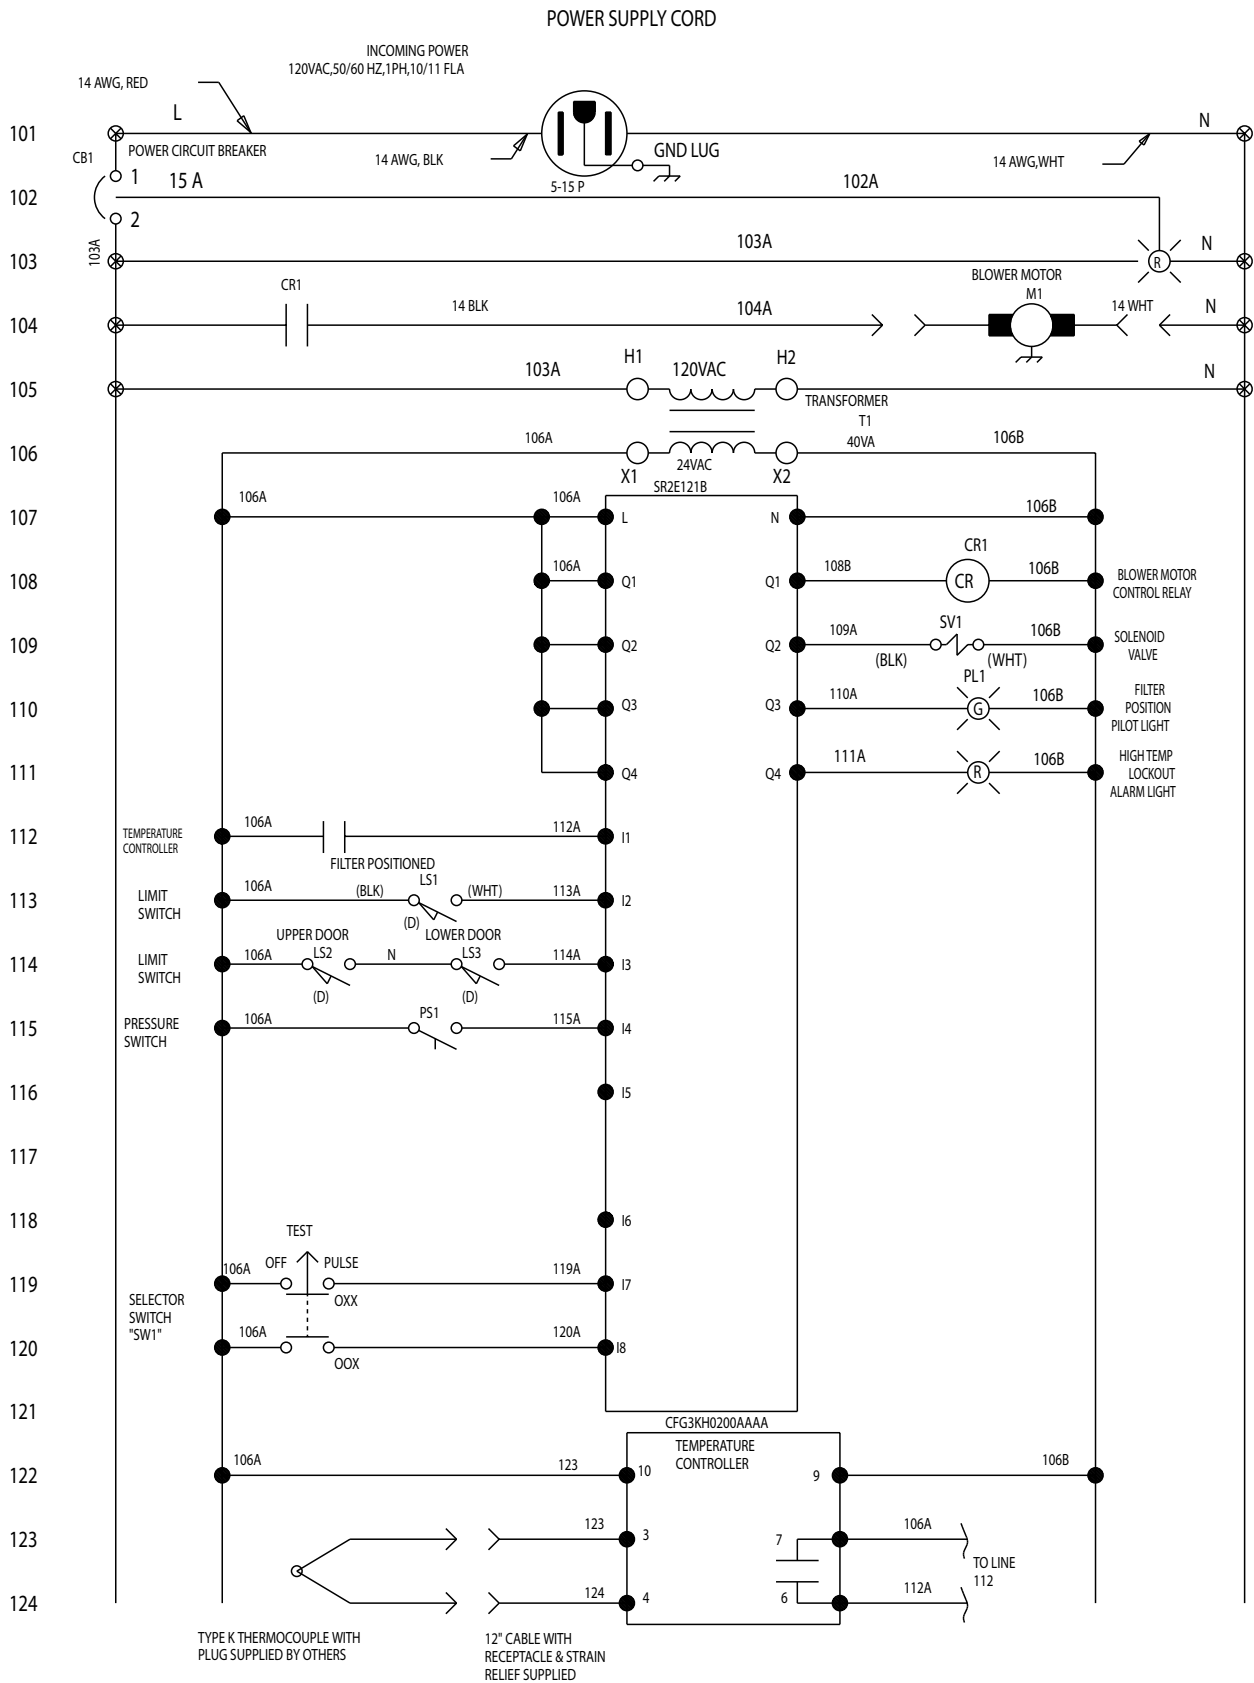 POWER SUPPLY CORD
INCOMING POWER
120VAC,50/60 HZ,1PH,10/11 FLA
14 AWG, RED
L
N
101
CB1
POWER CIRCUIT BREAKER
14 AWG, BLK
GND LUG
14 AWG,WHT
1
15 A
5-15 P
102A
102
2
103A
103A
N
103
R
CR1
BLOWER MOTOR
M1
14 BLK
104A
14 WHT
N
104
H1
120VAC
H2
103A
N
105
TRANSFORMER
T1
40VA
106A
106B
106
24VAC
X1
X2
SR2E121B
106A
106A
106B
107
L
N
CR1
106A
108B
106B
108
Q1
Q1
CR
BLOWER MOTOR
CONTROL RELAY
SV1
109A
106B
109
Q2
Q2
(BLK)
(WHT)
SOLENOID
VALVE
PL1
110A
106B
110
Q3
Q3
G
FILTER
POSITION
PILOT LIGHT
111A
106B
111
Q4
Q4
R
HIGH TEMP
LOCKOUT
ALARM LIGHT
106A
112A
112
TEMPERATURE
CONTROLLER
I1
FILTER POSITIONED
LS1
106A
(BLK)
(WHT)
113A
113
LIMIT
SWITCH
I2
(D)
UPPER DOOR
LOWER DOOR
106A
LS2
N
LS3
114A
114
LIMIT
SWITCH
I3
(D)
(D)
106A
PS1
115A
115
PRESSURE
SWITCH
I4
116
I5
117
118
I6
TEST
OFF
PULSE
106A
119A
119
I7
OXX
SELECTOR
SWITCH
"SW1"
106A
120A
120
I8
OOX
121
CFG3KH0200AAAA
TEMPERATURE
CONTROLLER
106A
123
106B
122
10
9
123
106A
123
3
7
TO LINE
112
124
112A
124
4
6
TYPE K THERMOCOUPLE WITH
PLUG SUPPLIED BY OTHERS
12" CABLE WITH
RECEPTACLE & STRAIN
RELIEF SUPPLIED